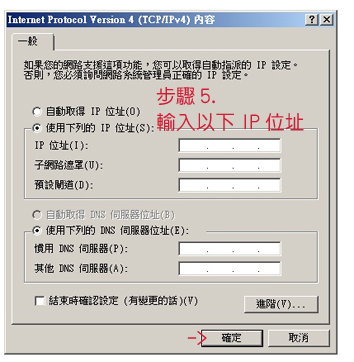 Internet Protocol Version 4 (TCP/IPv4) 內容
一般
如果您的網路支援這項功能，您可以取得自動指派的 IP 設定。
否則，您必須詢問網路系統管理員正確的 IP 設定。
步驟 5.
輸入以下 IP 位址
自動取得 IP 位址(O)
使用下列的 IP 位址(S):
IP 位址(I):
子網路遮罩(U):
預設閘道(D):
自動取得 DNS 伺服器位址(B)
使用下列的 DNS 伺服器位址(E):
慣用 DNS 伺服器(P):
其他 DNS 伺服器(A):
結束時確認設定 (有變更的話)(V)
進階(V)...
確定
取消